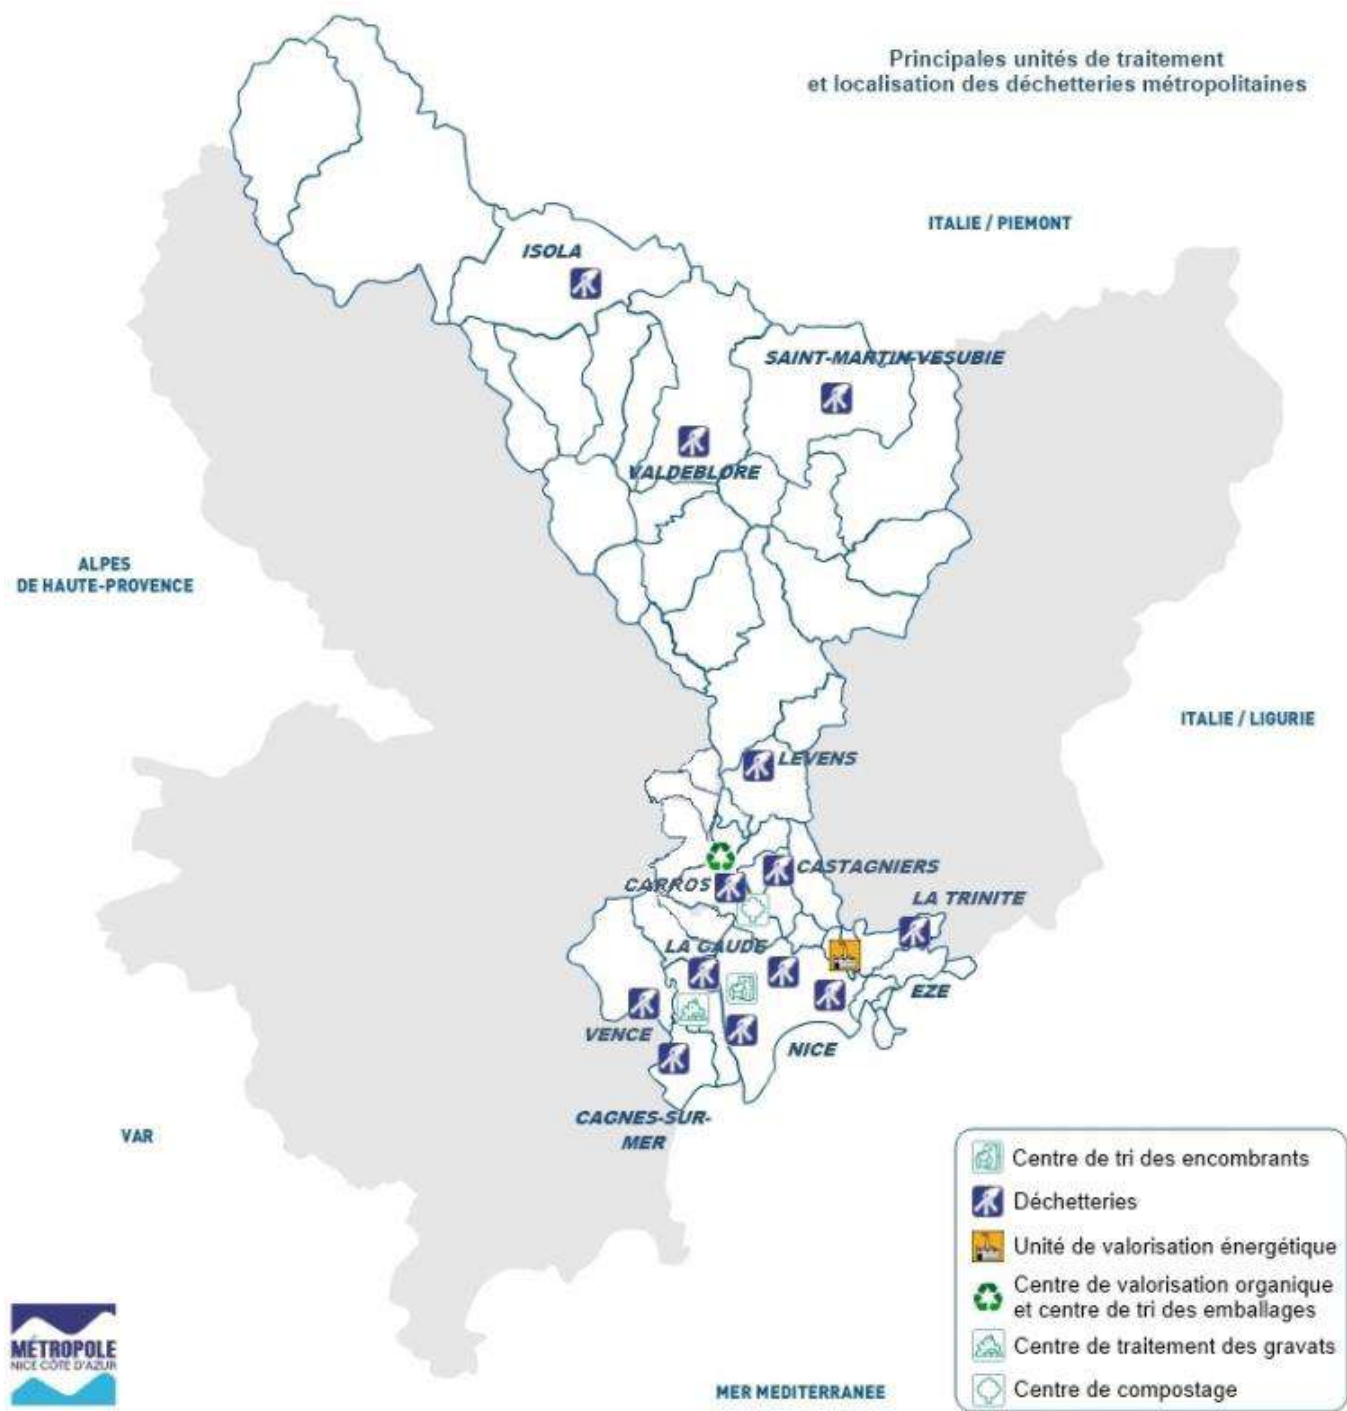 Principales unités de traitement
et localisation des déchetteries métropolitaines
ITALIE / PIEMONT
ISOLA
SAINT-MARTIN-VESUBIE
VALDEBLORE
ALPES
DE HAUTE-PROVENCE
ITALIE / LIGURIE
LEVENS
CASTAGNIERS
CARROS
LA TRINITE
LA GAUDE
EZE
VENCE
NICE
CAGNES-SUR-
MER
VAR
Centre de tri des encombrants
Déchetteries
Unité de valorisation énergétique
Centre de valorisation organique
et centre de tri des emballages
Centre de traitement des gravats
Centre de compostage
MÉTROPOLE
NICE CÔTE D'AZUR
MER MEDITERRANEE